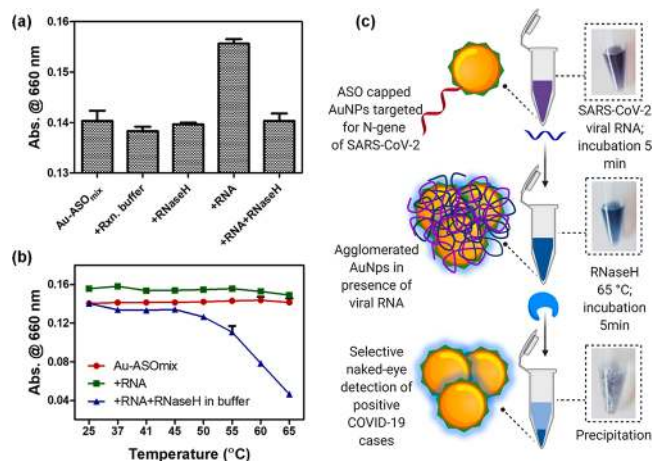 (a)
Abs. @ 660 nm
0.16
0.15
0.14
0.13
Au-ASOmix
+Rxn. buffer
+RNaseH
+RNA
+RNA+RNaseH
(b)
Abs. @ 660 nm
0.16
0.12
0.08
0.04
Au-ASOmix
+RNA
+RNA+RNaseH in buffer
25 37 41 45 50 55 60 65
Temperature (°C)
(c)
ASO capped
AuNPs targeted
for N-gene
of SARS-CoV-2
SARS-CoV-2
viral RNA;
incubation 5
min
Agglomerated
AuNps in
presence of
viral RNA
RNaseH
65 °C;
incubation
5min
Selective
naked-eye
detection of
positive
COVID-19
cases
Precipitation